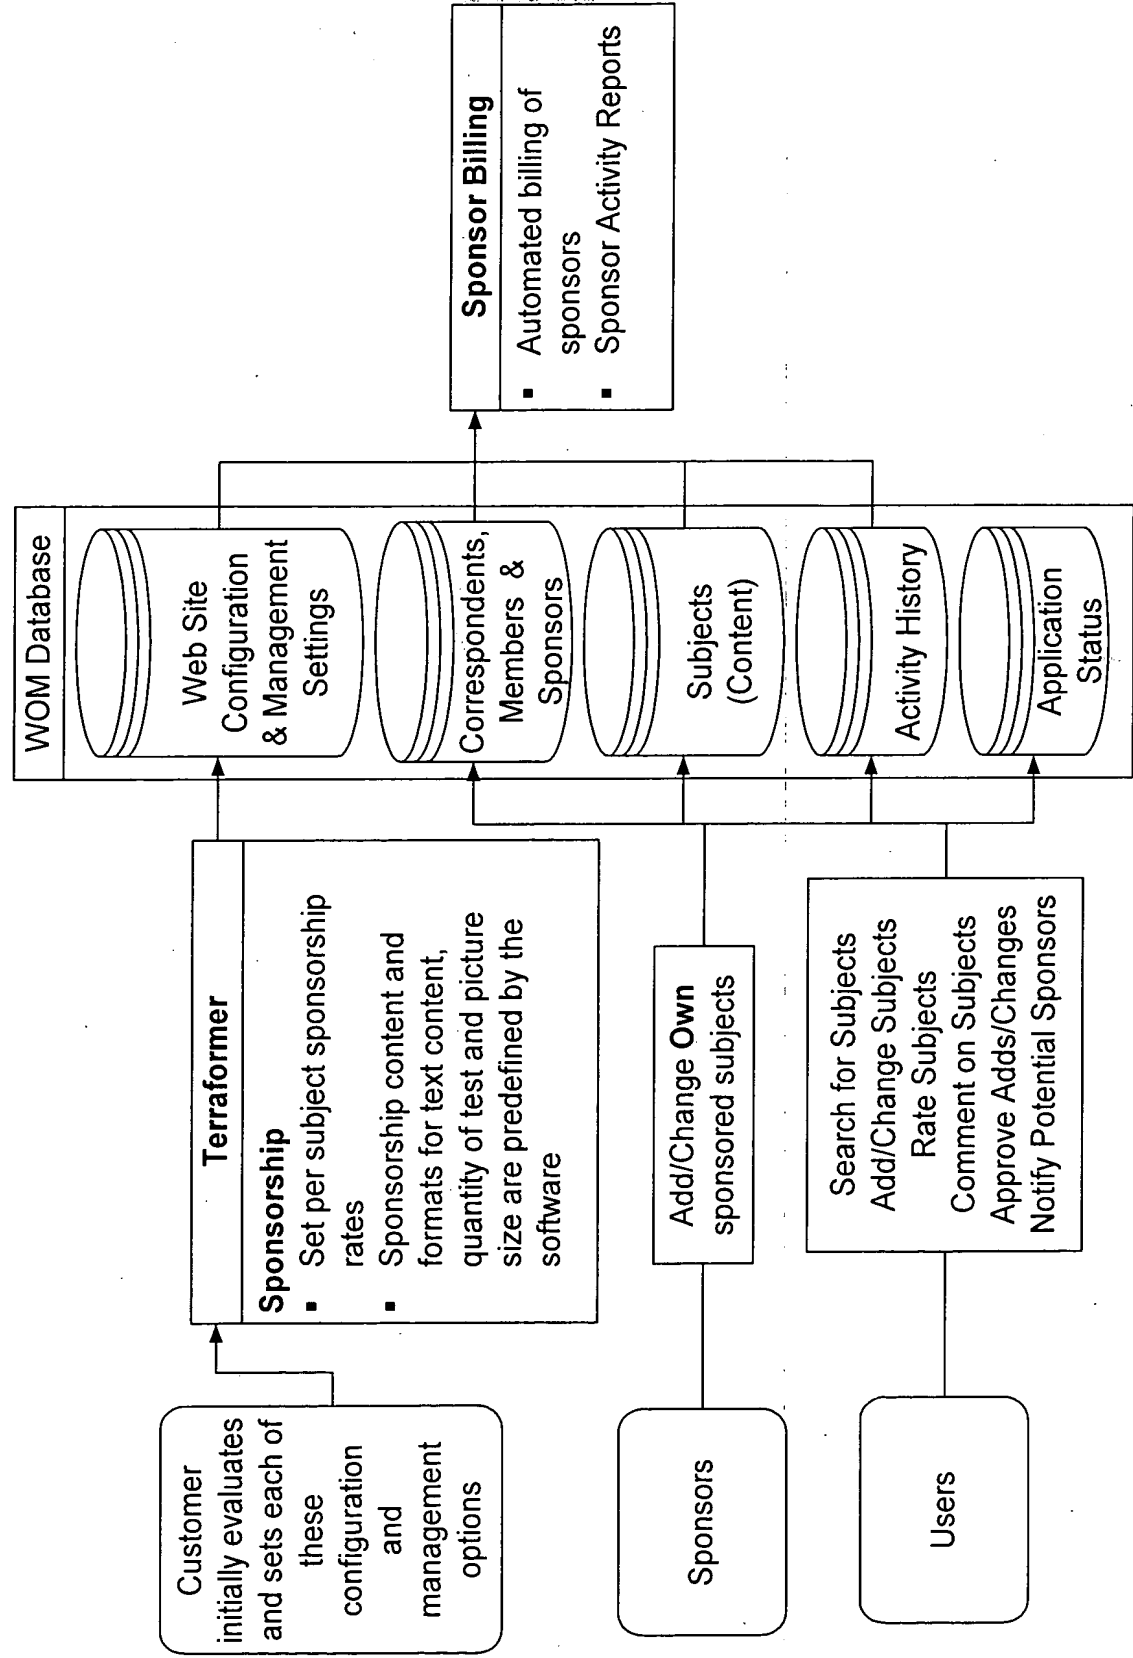 Customer
initially evaluates
and sets each of
these
configuration
and
management
options
Terraformer
Sponsorship
▪ Set per subject sponsorship
rates
▪ Sponsorship content and
formats for text content,
quantity of test and picture
size are predefined by the
software
Sponsors
Add/Change Own
sponsored subjects
Users
Search for Subjects
Add/Change Subjects
Rate Subjects
Comment on Subjects
Approve Adds/Changes
Notify Potential Sponsors
WOM Database
Web Site
Configuration
& Management
Settings
Correspondents,
Members &
Sponsors
Subjects
(Content)
Activity History
Application
Status
Sponsor Billing
▪ Automated billing of
sponsors
▪ Sponsor Activity Reports